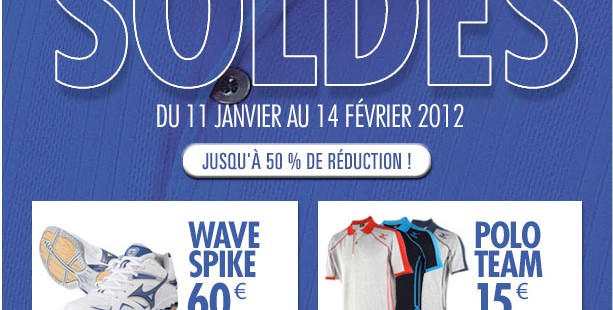 SOLDES
DU 11 JANVIER AU 14 FÉVRIER 2012
JUSQU'À 50 % DE RÉDUCTION !
WAVE
SPIKE
60 €
POLO
TEAM
15 €